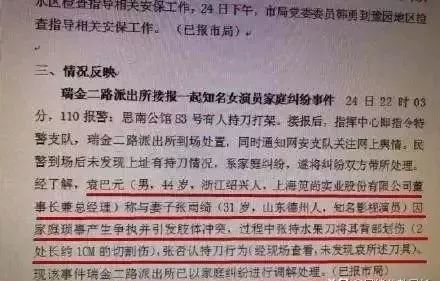 水区检查指导相关安保工作，24日下午，市局党委委员韩勇到豫园地区检
查指导相关安保工作。（已报市局）
三、情况反映
瑞金二路派出所接报一起知名女演员家庭纠纷事件 24日22时03
分，110报警：思南公馆83号有人持刀打架。接报后，指挥中心即指令特
警支队，瑞金二路派出所到场处置，同时通知网安支队关注网上舆情。民
警到场后未发现上址有持刀情况，系家庭纠纷，遂将纠纷双方带所处理。
经了解，袁巴元（男，44岁，浙江绍兴人，上海筑尚实业股份有限公司董
事长兼总经理）称与妻子张雨绮（31岁，山东德州人，知名影视演员）因
家庭琐事产生争执并引发肢体冲突，过程中张持水果刀将其背部划伤（2
处长约1CM的切割伤），张否认持刀行为（经现场查看，未发现袁所述刀具）。
现该事件瑞金二路派出所已以家庭纠纷进行调解处理。（已报市局）